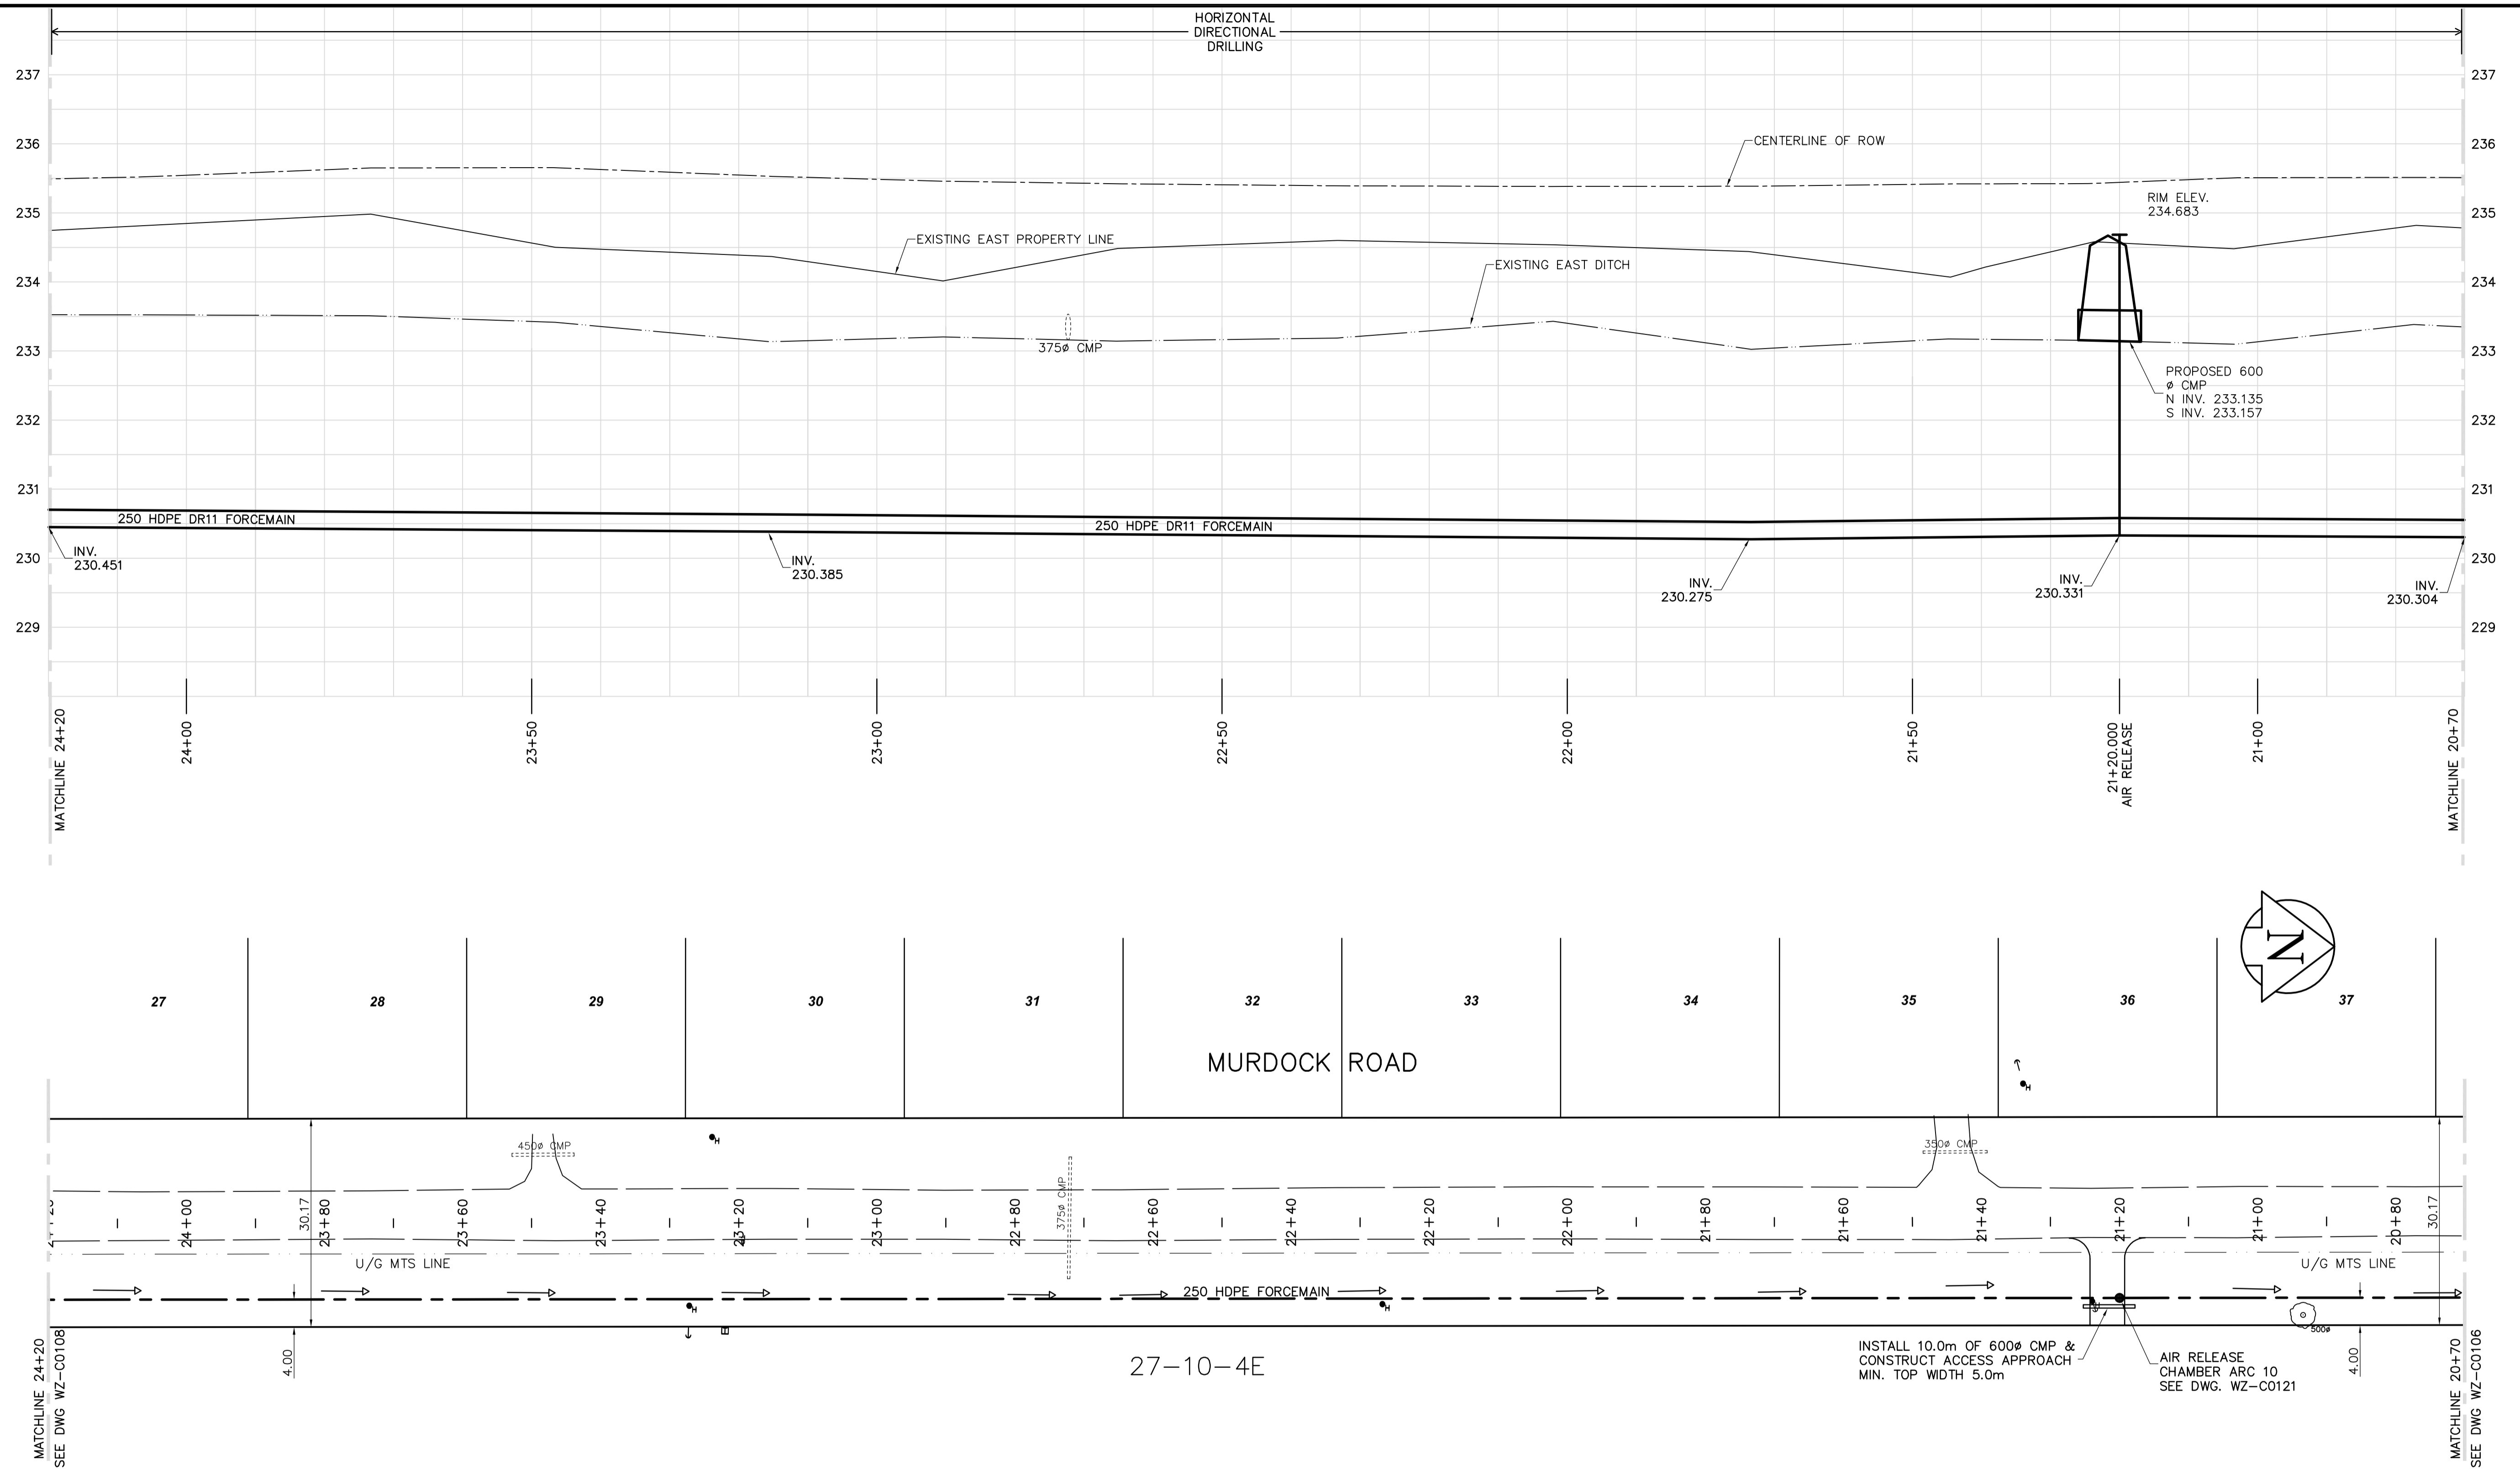 HORIZONTAL
DIRECTIONAL
DRILLING
237
237
236
236
235
235
234
234
233
233
232
232
231
231
230
230
229
229
CENTERLINE OF ROW
EXISTING EAST PROPERTY LINE
EXISTING EAST DITCH
RIM ELEV.
234.683
375ø CMP
PROPOSED 600
ø CMP
N INV. 233.135
S INV. 233.157
250 HDPE DR11 FORCEMAIN
250 HDPE DR11 FORCEMAIN
INV.
230.451
INV.
230.385
INV.
230.275
INV.
230.331
INV.
230.304
MATCHLINE 24+20
24+00
23+50
23+00
22+50
22+00
21+50
21+20.000
AIR RELEASE
21+00
MATCHLINE 20+70
N
27
28
29
30
31
32
33
34
35
36
37
MURDOCK ROAD
H
H
450ø CMP
350ø CMP
375ø CMP
30.17
30.17
24+00
23+80
23+60
23+40
23+20
23+00
22+80
22+60
22+40
22+20
22+00
21+80
21+60
21+40
21+20
21+00
20+80
U/G MTS LINE
U/G MTS LINE
250 HDPE FORCEMAIN
H
H
500ø
4.00
4.00
27-10-4E
INSTALL 10.0m OF 600ø CMP &
CONSTRUCT ACCESS APPROACH
MIN. TOP WIDTH 5.0m
AIR RELEASE
CHAMBER ARC 10
SEE DWG. WZ-C0121
MATCHLINE 24+20
SEE DWG WZ-C0108
MATCHLINE 20+70
SEE DWG WZ-C0106